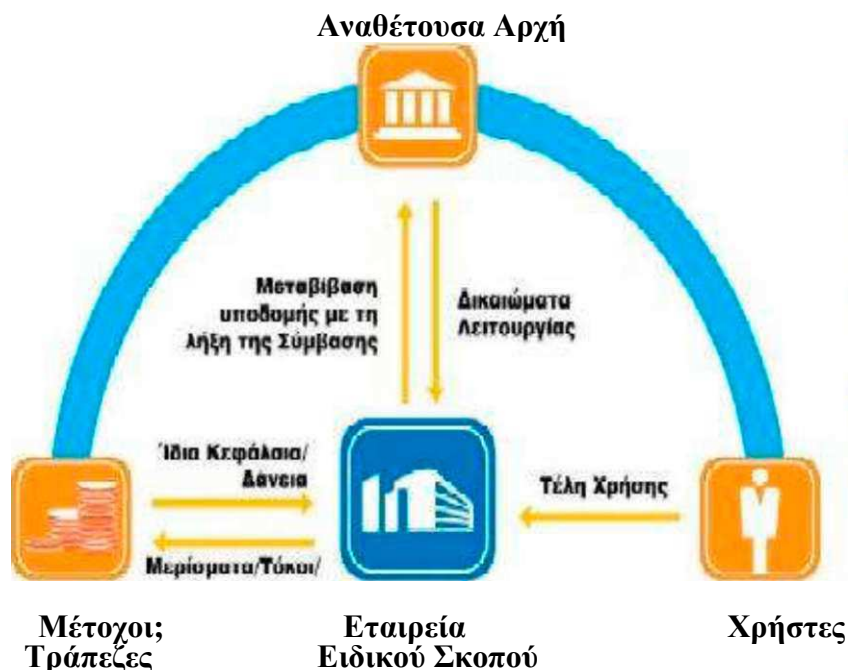 Αναθέτουσα Αρχή
Μεταβίβαση
υποδομής με τη
λήξη της Σύμβασης
Δικαιώματα
Λειτουργίας
Ίδια Κεφάλαια/
Δάνεια
Τέλη Χρήσης
Μερίσματα/Τόκοι/
Μέτοχοι;
Τράπεζες
Εταιρεία
Ειδικού Σκοπού
Χρήστες